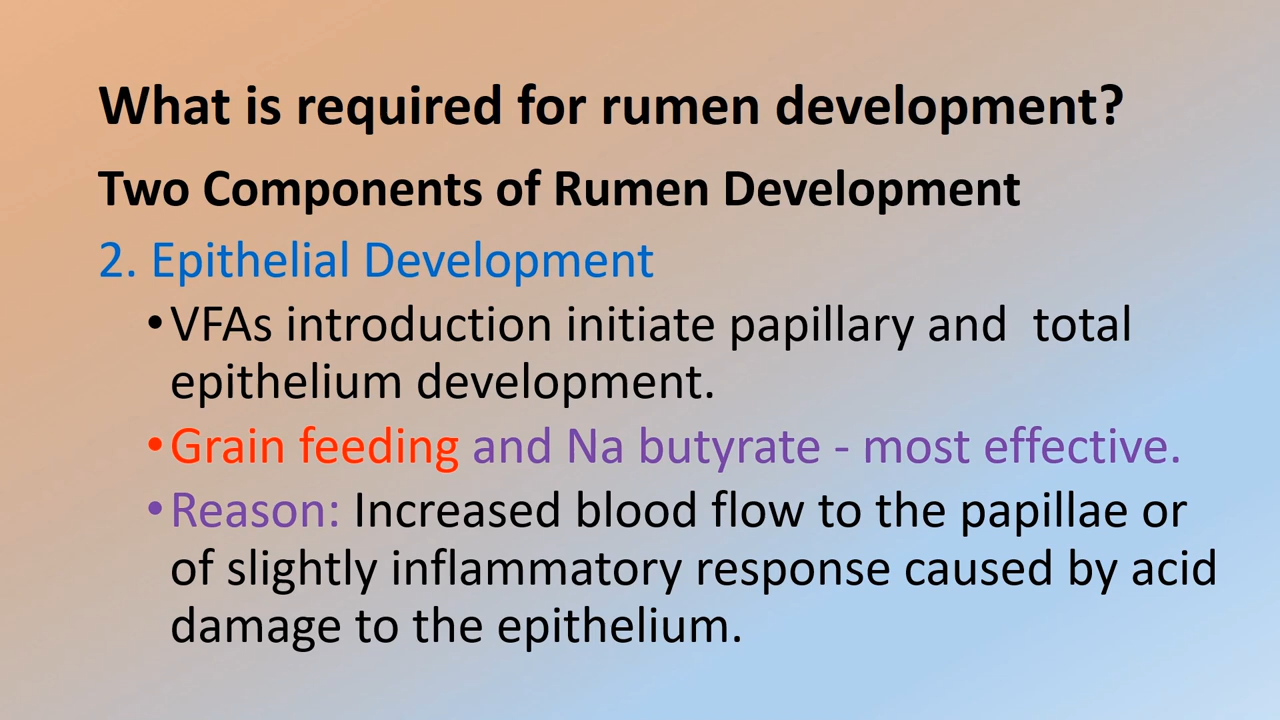 What is required for rumen development?
Two Components of Rumen Development
2. Epithelial Development
•VFAs introduction initiate papillary and  total
epithelium development.
•Grain feeding and Na butyrate - most effective.
•Reason: Increased blood flow to the papillae or
of slightly inflammatory response caused by acid
damage to the epithelium.